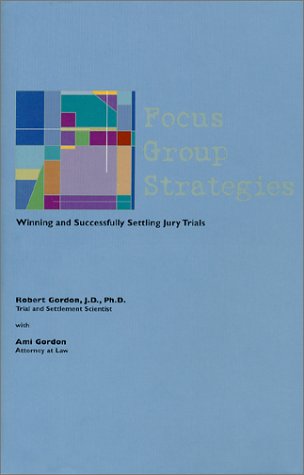 Focus
Group
Strategies
Winning and Successfully Settling Jury Trials
Robert Gordon, J.D., Ph.D.
Trial and Settlement Scientist
with
Ami Gordon
Attorney at Law